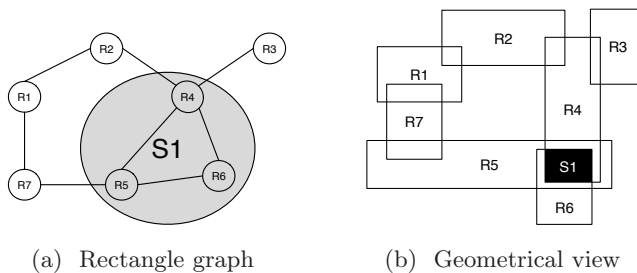 R2
R3
R1
R4
S1
R5
R6
R7
(a) Rectangle graph
R2
R3
R1
R4
R7
R5
S1
R6
(b) Geometrical view